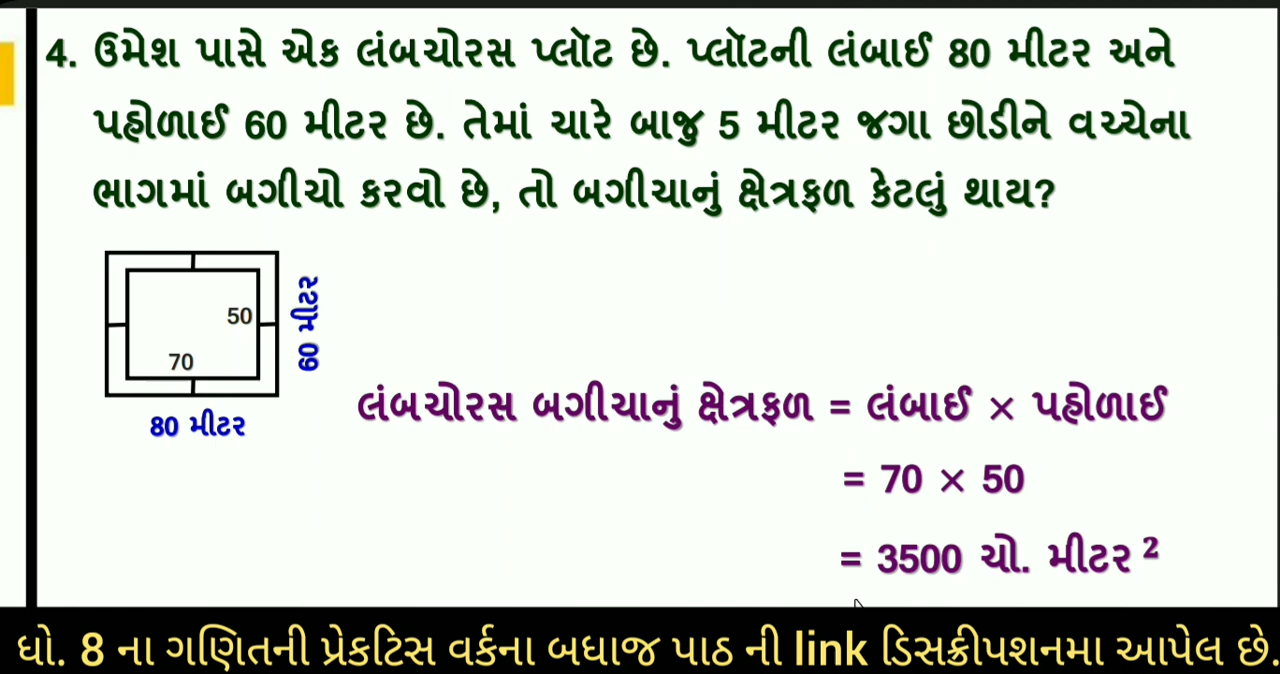 4. ઉમેશ પાસે એક લંબચોરસ પ્લૉટ છે. પ્લૉટની લંબાઈ 80 મીટર અને
પહોળાઈ 60 મીટર છે. તેમાં ચારે બાજુ 5 મીટર જગા છોડીને વચ્ચેના
ભાગમાં બગીચો કરવો છે, તો બગીચાનું ક્ષેત્રફળ કેટલું થાય?
50
70
60 મીટર
80 મીટર
લંબચોરસ બગીચાનું ક્ષેત્રફળ = લંબાઈ × પહોળાઈ
= 70 × 50
= 3500 ચો. મીટર ²
ધો. 8 ના ગણિતની પ્રેકટિસ વર્કના બધાજ પાઠ ની link ડિસક્રીપશનમા આપેલ છે.